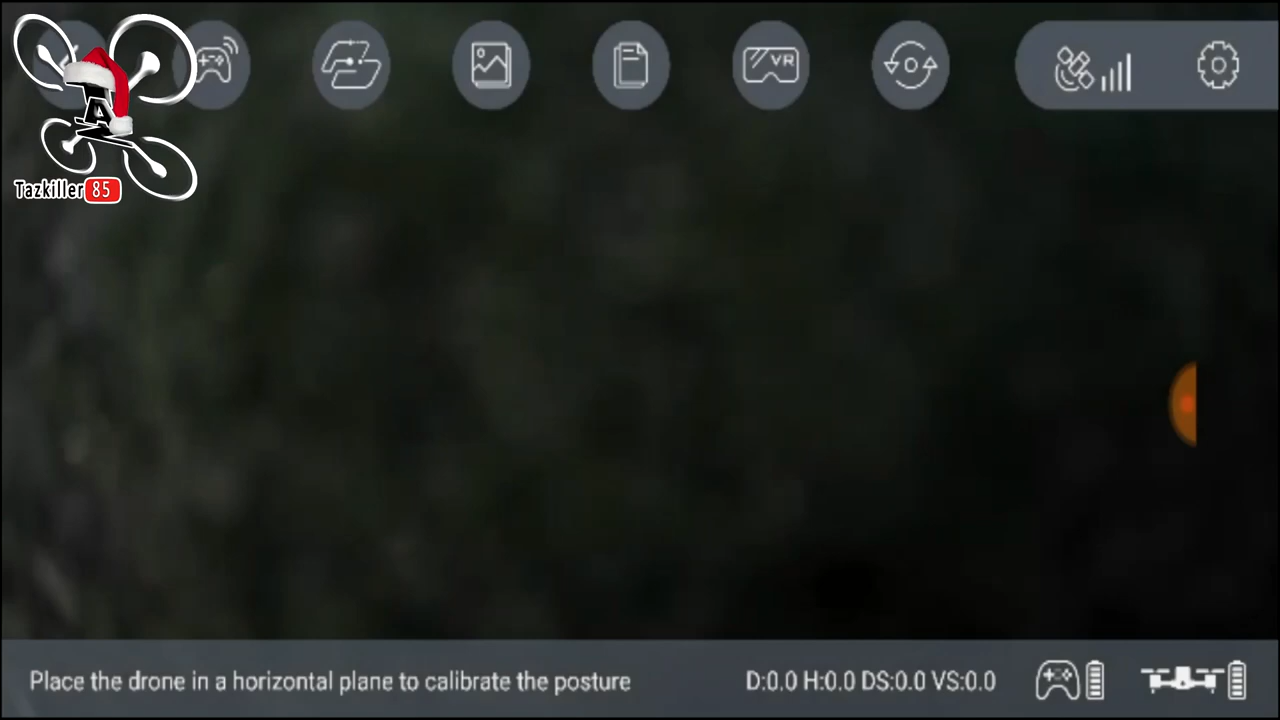 VR
A
Tazkiller 85
Place the drone in a horizontal plane to calibrate the posture
D:0.0 H:0.0 DS:0.0 VS:0.0